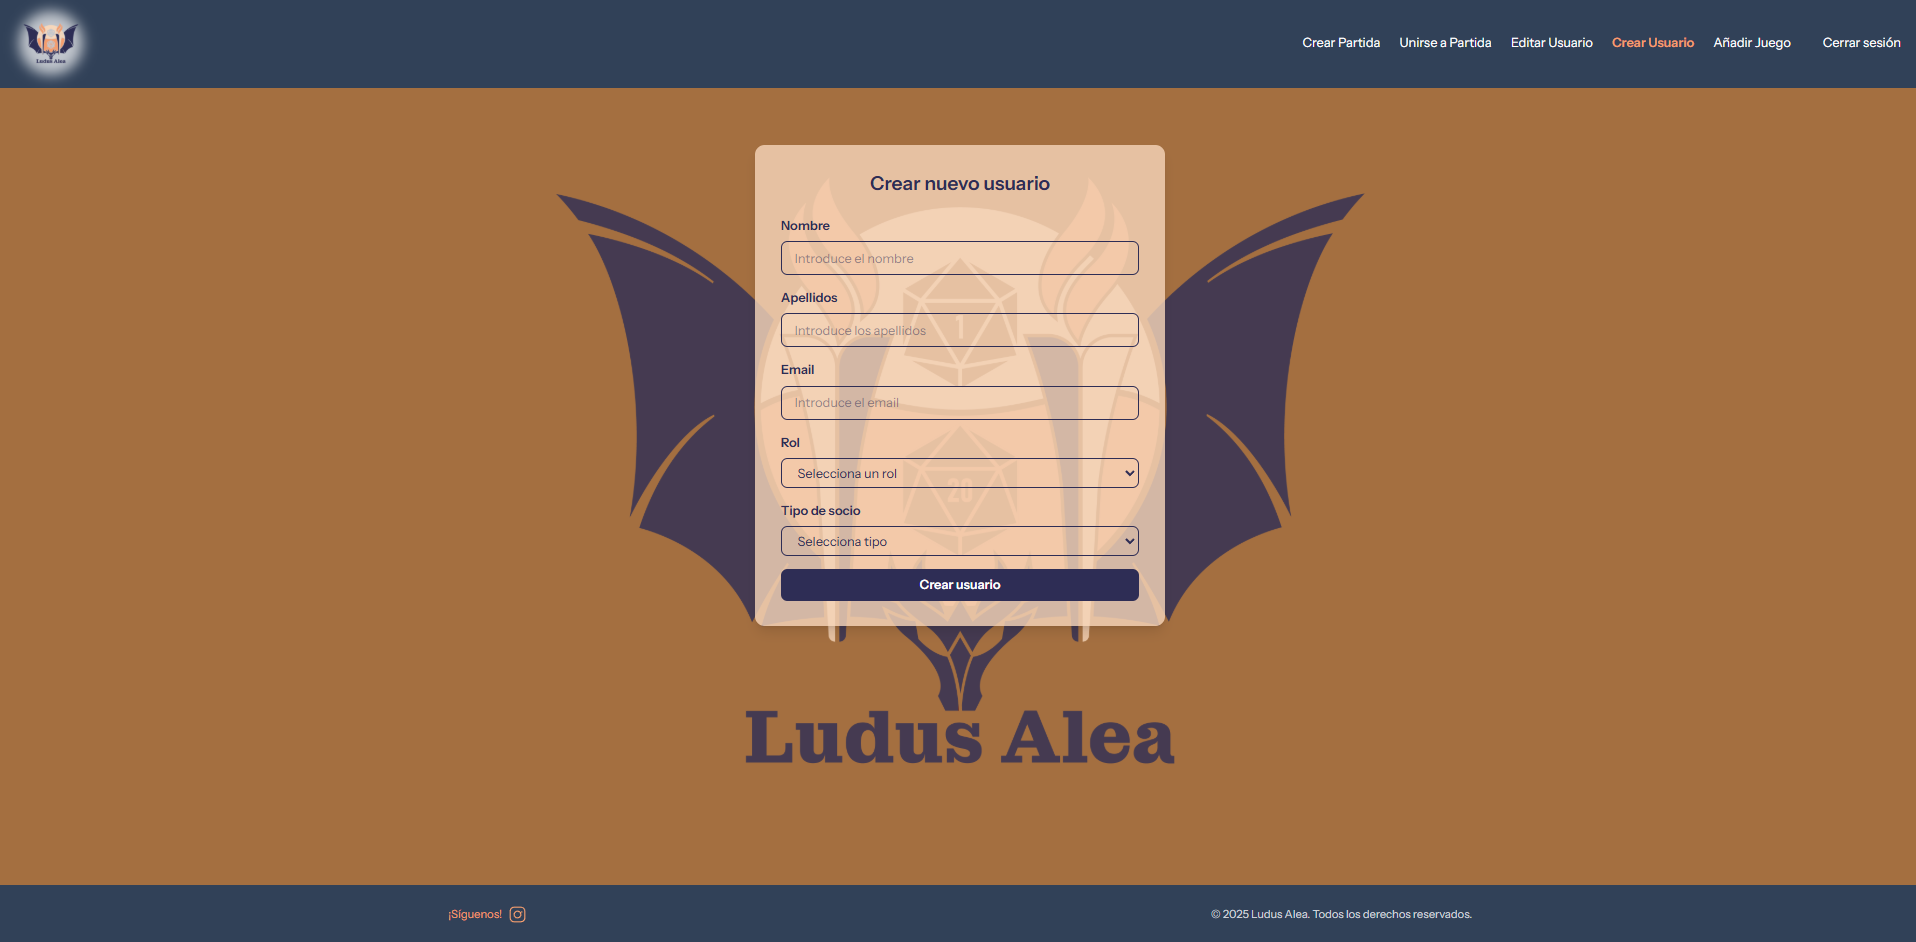 Ludus Alea
Crear Partida Unirse a Partida Editar Usuario Crear Usuario Añadir Juego Cerrar sesión
Crear nuevo usuario
Nombre
Introduce el nombre
Apellidos
Introduce los apellidos
1
Email
Introduce el email
Rol
Selecciona un rol
20
Tipo de socio
Selecciona tipo
Crear usuario
Ludus Alea
¡Síguenos!
© 2025 Ludus Alea. Todos los derechos reservados.